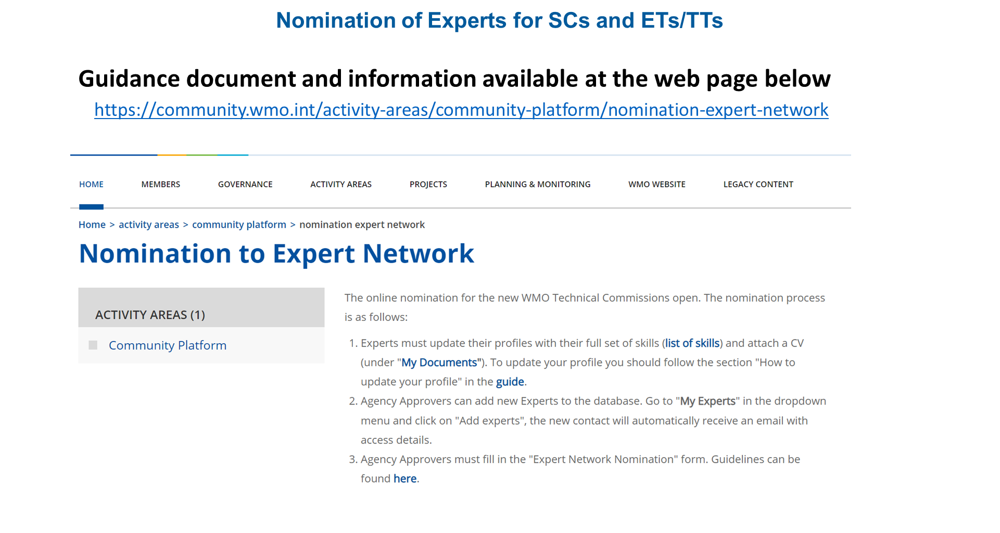 Nomination of Experts for SCs and ETs/TTs
Guidance document and information available at the web page below
https://community.wmo.int/activity-areas/community-platform/nomination-expert-network
HOME MEMBERS GOVERNANCE ACTIVITY AREAS PROJECTS PLANNING & MONITORING WMO WEBSITE LEGACY CONTENT
Home > activity areas > community platform > nomination expert network
Nomination to Expert Network
ACTIVITY AREAS (1)
Community Platform
The online nomination for the new WMO Technical Commissions open. The nomination process
is as follows:
1. Experts must update their profiles with their full set of skills (list of skills) and attach a CV
(under "My Documents"). To update your profile you should follow the section "How to
update your profile" in the guide.
2. Agency Approvers can add new Experts to the database. Go to "My Experts" in the dropdown
menu and click on "Add experts", the new contact will automatically receive an email with
access details.
3. Agency Approvers must fill in the "Expert Network Nomination" form. Guidelines can be
found here.